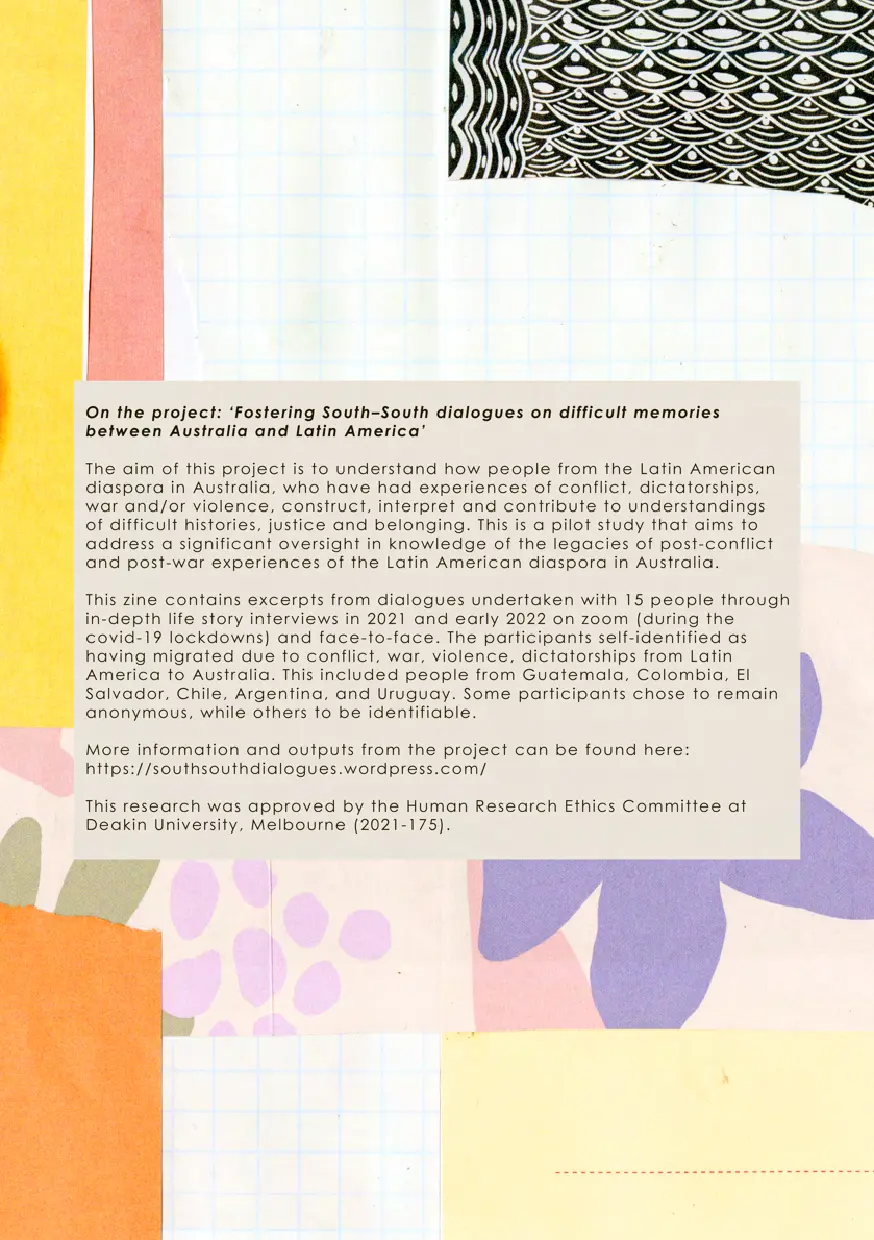 On the project: ‘Fostering South–South dialogues on difficult memories
between Australia and Latin America’
The aim of this project is to understand how people from the Latin American
diaspora in Australia, who have had experiences of conflict, dictatorships,
war and/or violence, construct, interpret and contribute to understandings
of difficult histories, justice and belonging. This is a pilot study that aims to
address a significant oversight in knowledge of the legacies of post-conflict
and post-war experiences of the Latin American diaspora in Australia.
This zine contains excerpts from dialogues undertaken with 15 people through
in-depth life story interviews in 2021 and early 2022 on zoom (during the
covid-19 lockdowns) and face-to-face. The participants self-identified as
having migrated due to conflict, war, violence, dictatorships from Latin
America to Australia. This included people from Guatemala, Colombia, El
Salvador, Chile, Argentina, and Uruguay. Some participants chose to remain
anonymous, while others to be identifiable.
More information and outputs from the project can be found here:
https://southsouthdialogues.wordpress.com/
This research was approved by the Human Research Ethics Committee at
Deakin University, Melbourne (2021-175).